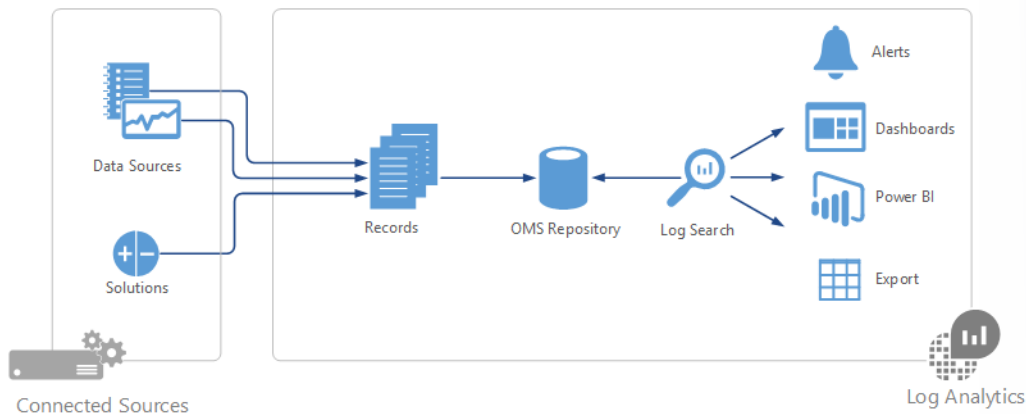 Data Sources
Solutions
Connected Sources
Records
OMS Repository
Log Search
Alerts
Dashboards
Power BI
Export
Log Analytics